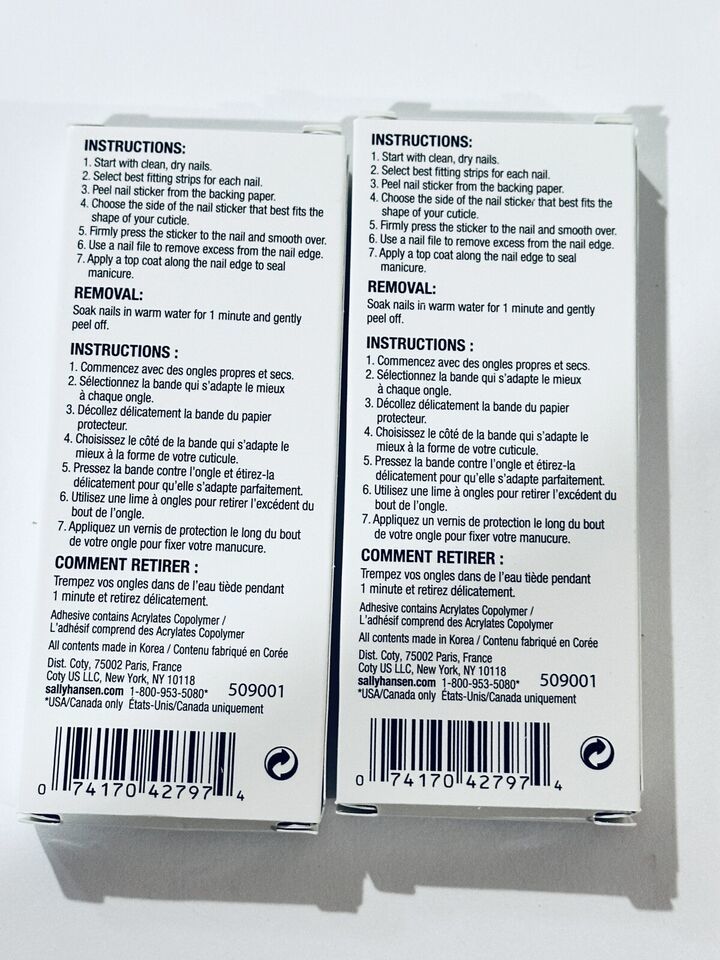 INSTRUCTIONS:
1. Start with clean, dry nails.
2. Select best fitting strips for each nail.
3. Peel nail sticker from the backing paper.
4. Choose the side of the nail sticker that best fits the
shape of your cuticle.
5. Firmly press the sticker to the nail and smooth over.
6. Use a nail file to remove excess from the nail edge.
7. Apply a top coat along the nail edge to seal
manicure.
REMOVAL:
Soak nails in warm water for 1 minute and gently
peel off.
INSTRUCTIONS :
1. Commencez avec des ongles propres et secs.
2. Sélectionnez la bande qui s'adapte le mieux
à chaque ongle.
3. Décollez délicatement la bande du papier
protecteur.
4. Choisissez le côté de la bande qui s'adapte le
mieux à la forme de votre cuticule.
5. Pressez la bande contre l'ongle et étirez-la
délicatement pour qu'elle s'adapte parfaitement.
6. Utilisez une lime à ongles pour retirer l'excédent du
bout de l'ongle.
7. Appliquez un vernis de protection le long du bout
de votre ongle pour fixer votre manucure.
COMMENT RETIRER :
Trempez vos ongles dans de l'eau tiède pendant
1 minute et retirez délicatement.
Adhesive contains Acrylates Copolymer /
L'adhésif comprend des Acrylates Copolymer
All contents made in Korea / Contenu fabriqué en Corée
Dist. Coty, 75002 Paris, France
Coty US LLC, New York, NY 10118
sallyhansen.com 1-800-953-5080* 509001
*USA/Canada only États-Unis/Canada uniquement
0 74170 42797 4
INSTRUCTIONS:
1. Start with clean, dry nails.
2. Select best fitting strips for each nail.
3. Peel nail sticker from the backing paper.
4. Choose the side of the nail sticker that best fits the
shape of your cuticle.
5. Firmly press the sticker to the nail and smooth over.
6. Use a nail file to remove excess from the nail edge.
7. Apply a top coat along the nail edge to seal
manicure.
REMOVAL:
Soak nails in warm water for 1 minute and gently
peel off.
INSTRUCTIONS :
1. Commencez avec des ongles propres et secs.
2. Sélectionnez la bande qui s'adapte le mieux
à chaque ongle.
3. Décollez délicatement la bande du papier
protecteur.
4. Choisissez le côté de la bande qui s'adapte le
mieux à la forme de votre cuticule.
5. Pressez la bande contre l'ongle et étirez-la
délicatement pour qu'elle s'adapte parfaitement.
6. Utilisez une lime à ongles pour retirer l'excédent du
bout de l'ongle.
7. Appliquez un vernis de protection le long du bout
de votre ongle pour fixer votre manucure.
COMMENT RETIRER :
Trempez vos ongles dans de l'eau tiède pendant
1 minute et retirez délicatement.
Adhesive contains Acrylates Copolymer /
L'adhésif comprend des Acrylates Copolymer
All contents made in Korea / Contenu fabriqué en Corée
Dist. Coty, 75002 Paris, France
Coty US LLC, New York, NY 10118
sallyhansen.com 1-800-953-5080* 509001
*USA/Canada only États-Unis/Canada uniquement
0 74170 42797 4